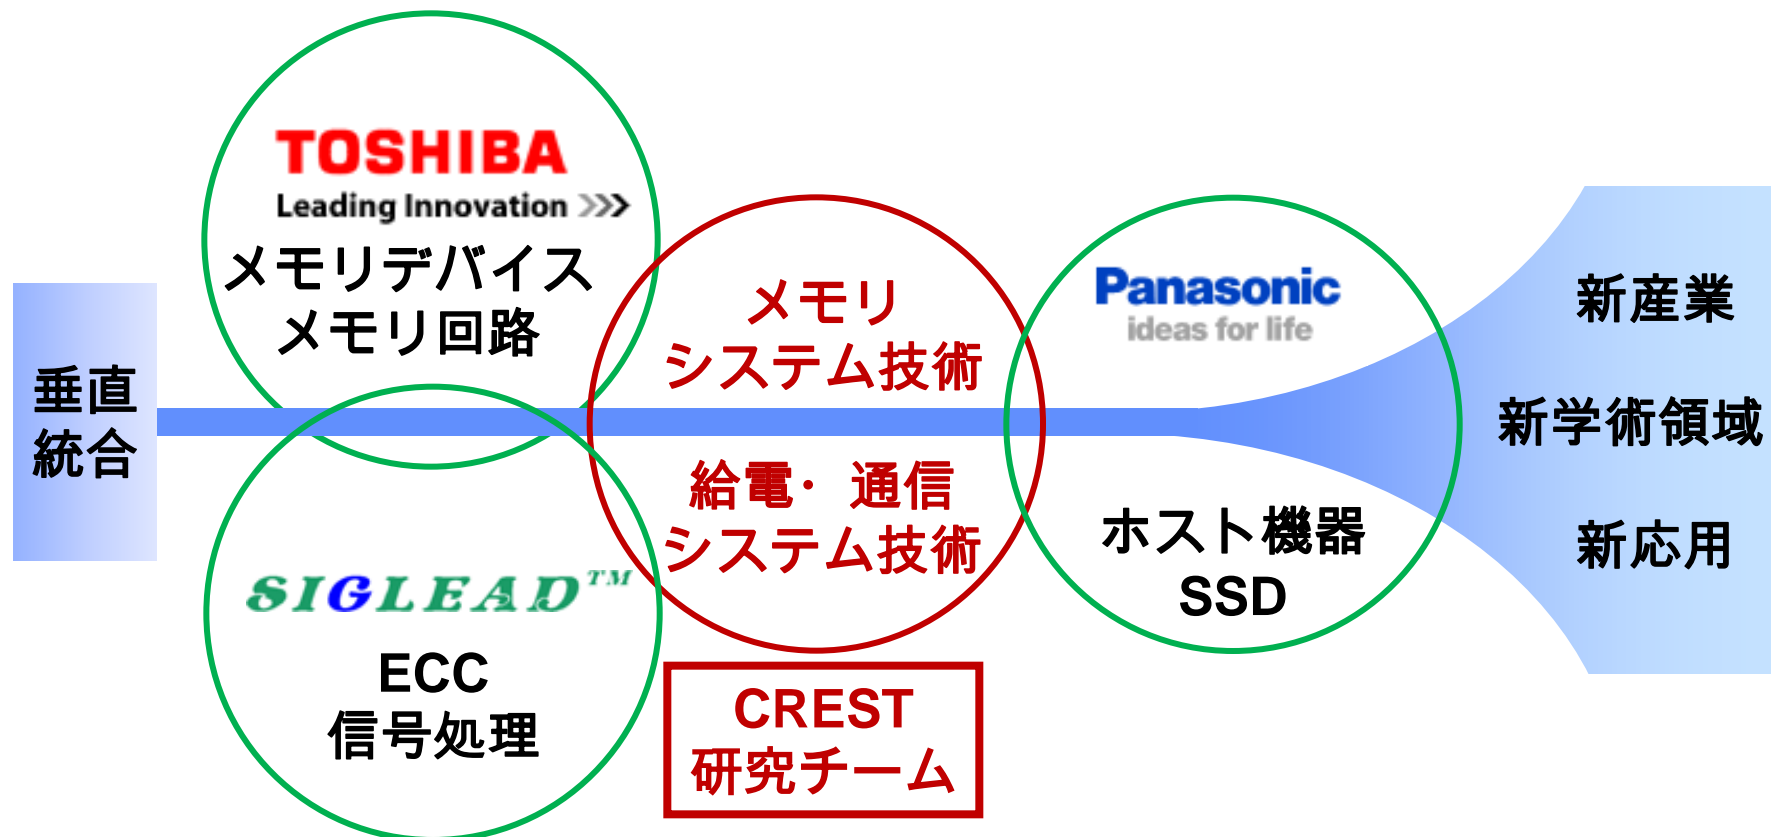 垂直
統合
TOSHIBA
Leading Innovation >>>
メモリデバイス
メモリ回路
SIGLEAD™
ECC
信号処理
メモリ
システム技術
給電・通信
システム技術
CREST
研究チーム
Panasonic
ideas for life
ホスト機器
SSD
新産業
新学術領域
新応用